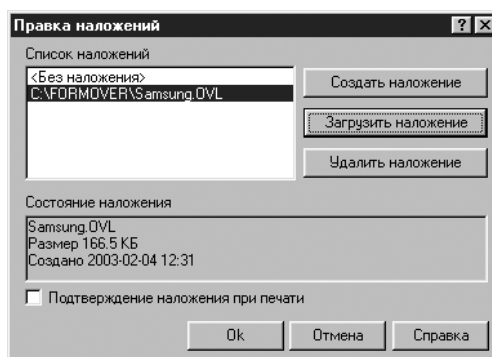 Правка наложений
Список наложений
<Без наложения>
C:\FORMOVER\Samsung.OVL
Создать наложение
Загрузить наложение
Удалить наложение
Состояние наложения
Samsung.OVL
Размер 166.5 КБ
Создано 2003-02-04 12:31
Подтверждение наложения при печати
Ok
Отмена
Справка